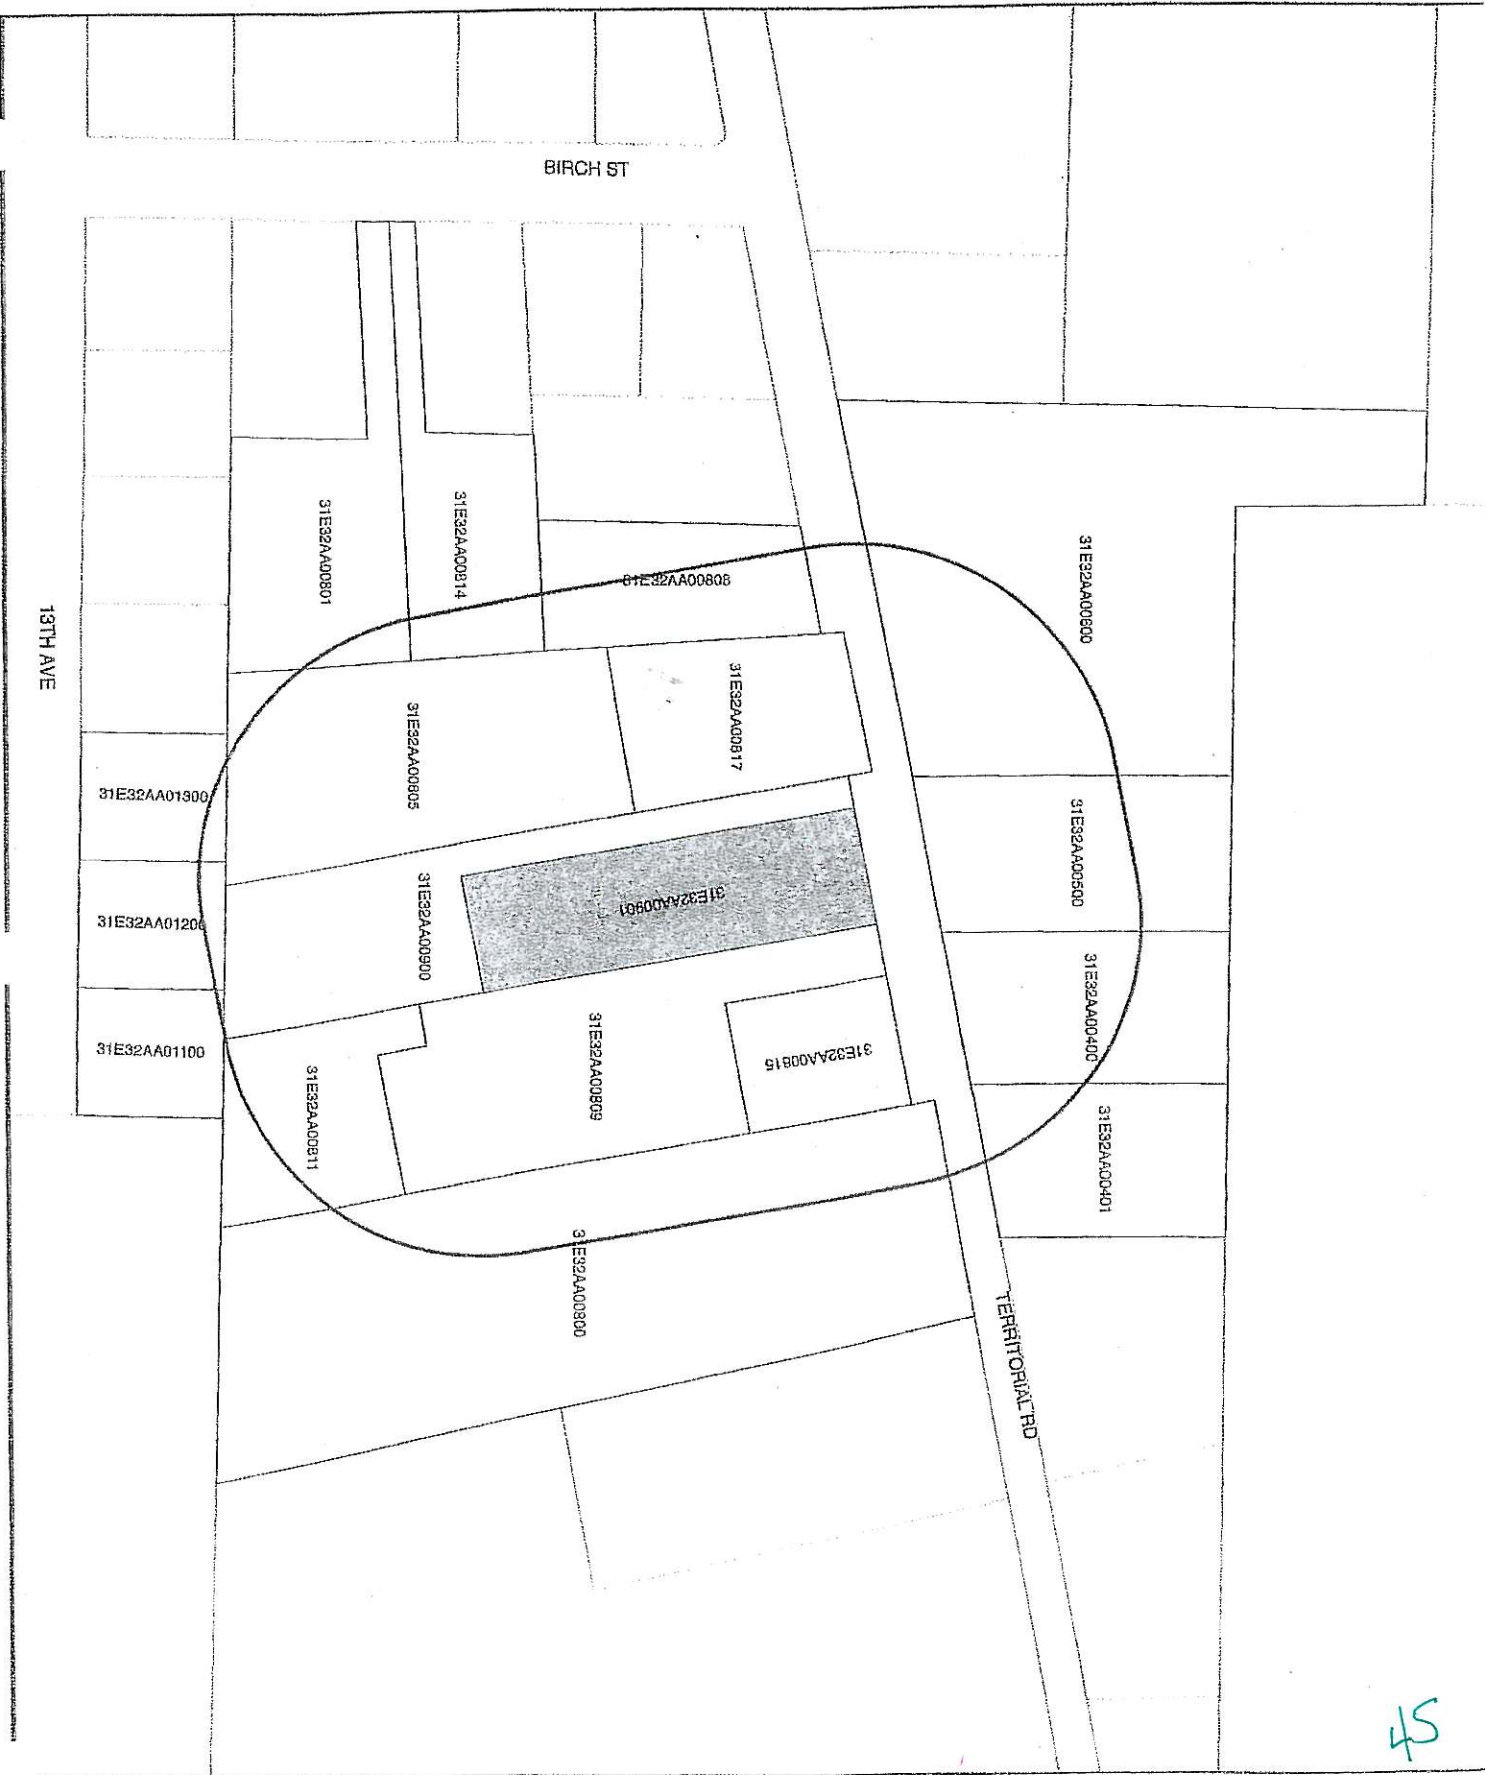 BIRCH ST
31E32AA00801
31E32AA00814
31E32AA00808
31E32AA00600
13TH AVE
31E32AA00805
31E32AA00817
31E32AA01300
31E32AA00500
31E32AA00901
31E32AA00900
31E32AA01200
31E32AA00400
31E32AA00809
31E32AA00815
31E32AA01100
31E32AA00811
31E32AA00401
31E32AA00800
TERRITORIAL RD
45